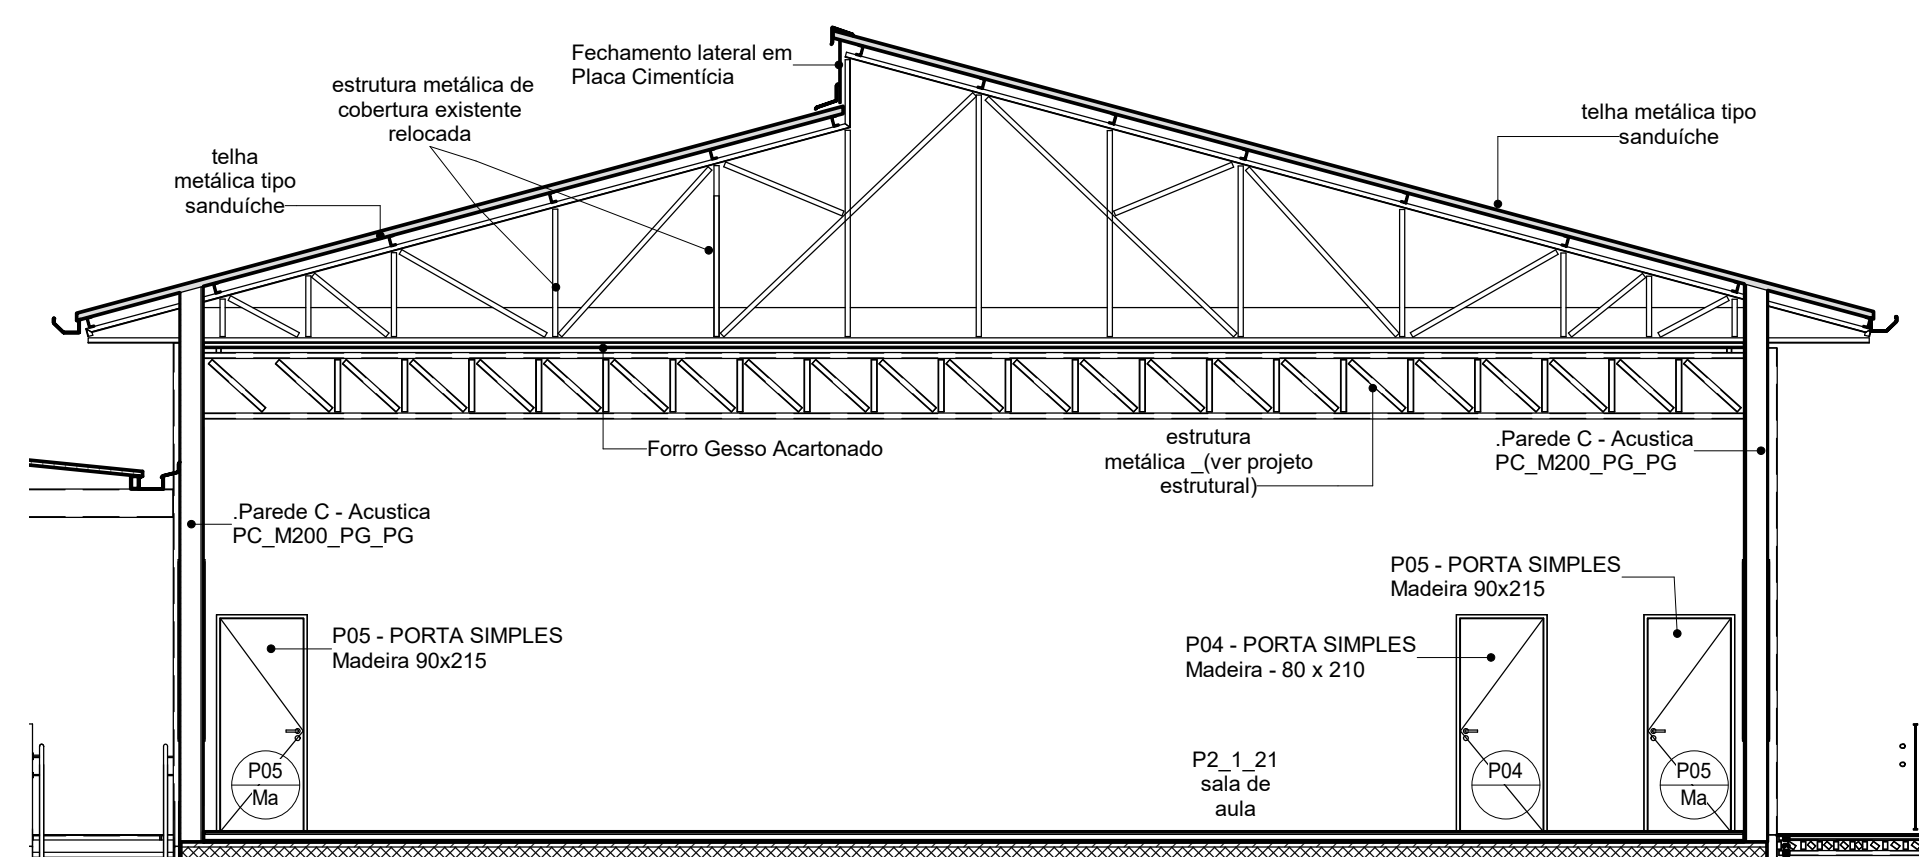 Fechamento lateral em
Placa Cimentícia
estrutura metálica de
cobertura existente
relocada
telha metálica tipo
sanduíche
telha
metálica tipo
sanduíche
Forro Gesso Acartonado
estrutura
metálica _(ver projeto
estrutural)
.Parede C - Acustica
PC_M200_PG_PG
.Parede C - Acustica
PC_M200_PG_PG
P05 - PORTA SIMPLES
Madeira 90x215
P05 - PORTA SIMPLES
Madeira 90x215
P04 - PORTA SIMPLES
Madeira - 80 x 210
P2_1_21
sala de
aula
P05
Ma
P04
P05
Ma